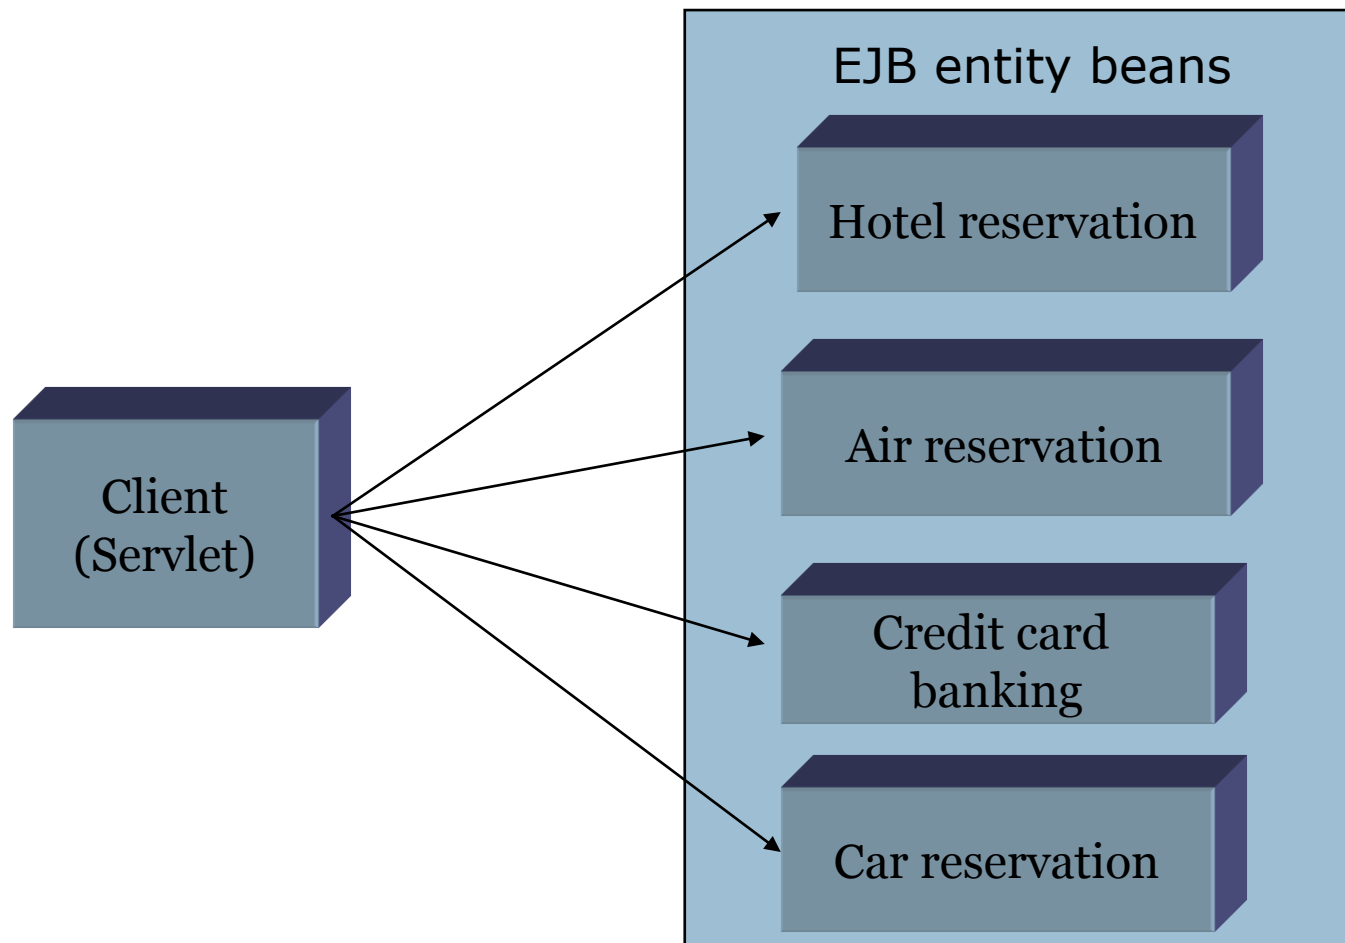 EJB entity beans
Hotel reservation
Air reservation
Client
(Servlet)
Credit card
banking
Car reservation